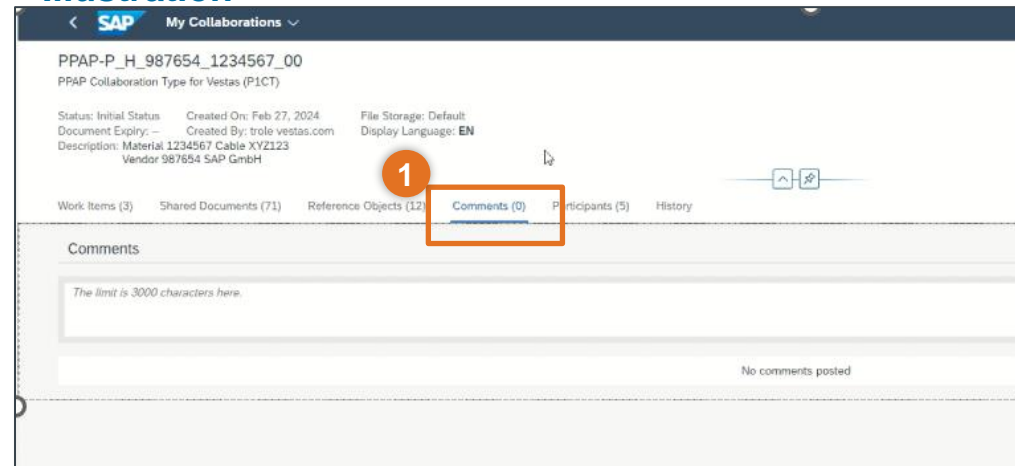 Illustration
SAP My Collaborations
PPAP-P_H_987654_1234567_00
PPAP Collaboration Type for Vestas (P1CT)
Status: Initial Status Created On: Feb 27, 2024 File Storage: Default
Document Expiry: – Created By: trole vestas.com Display Language: EN
Description: Material 1234567 Cable XYZ123
Vendor 987654 SAP GmbH
1
Work Items (3) Shared Documents (71) Reference Objects (12) Comments (0) Participants (5) History
Comments
The limit is 3000 characters here.
No comments posted